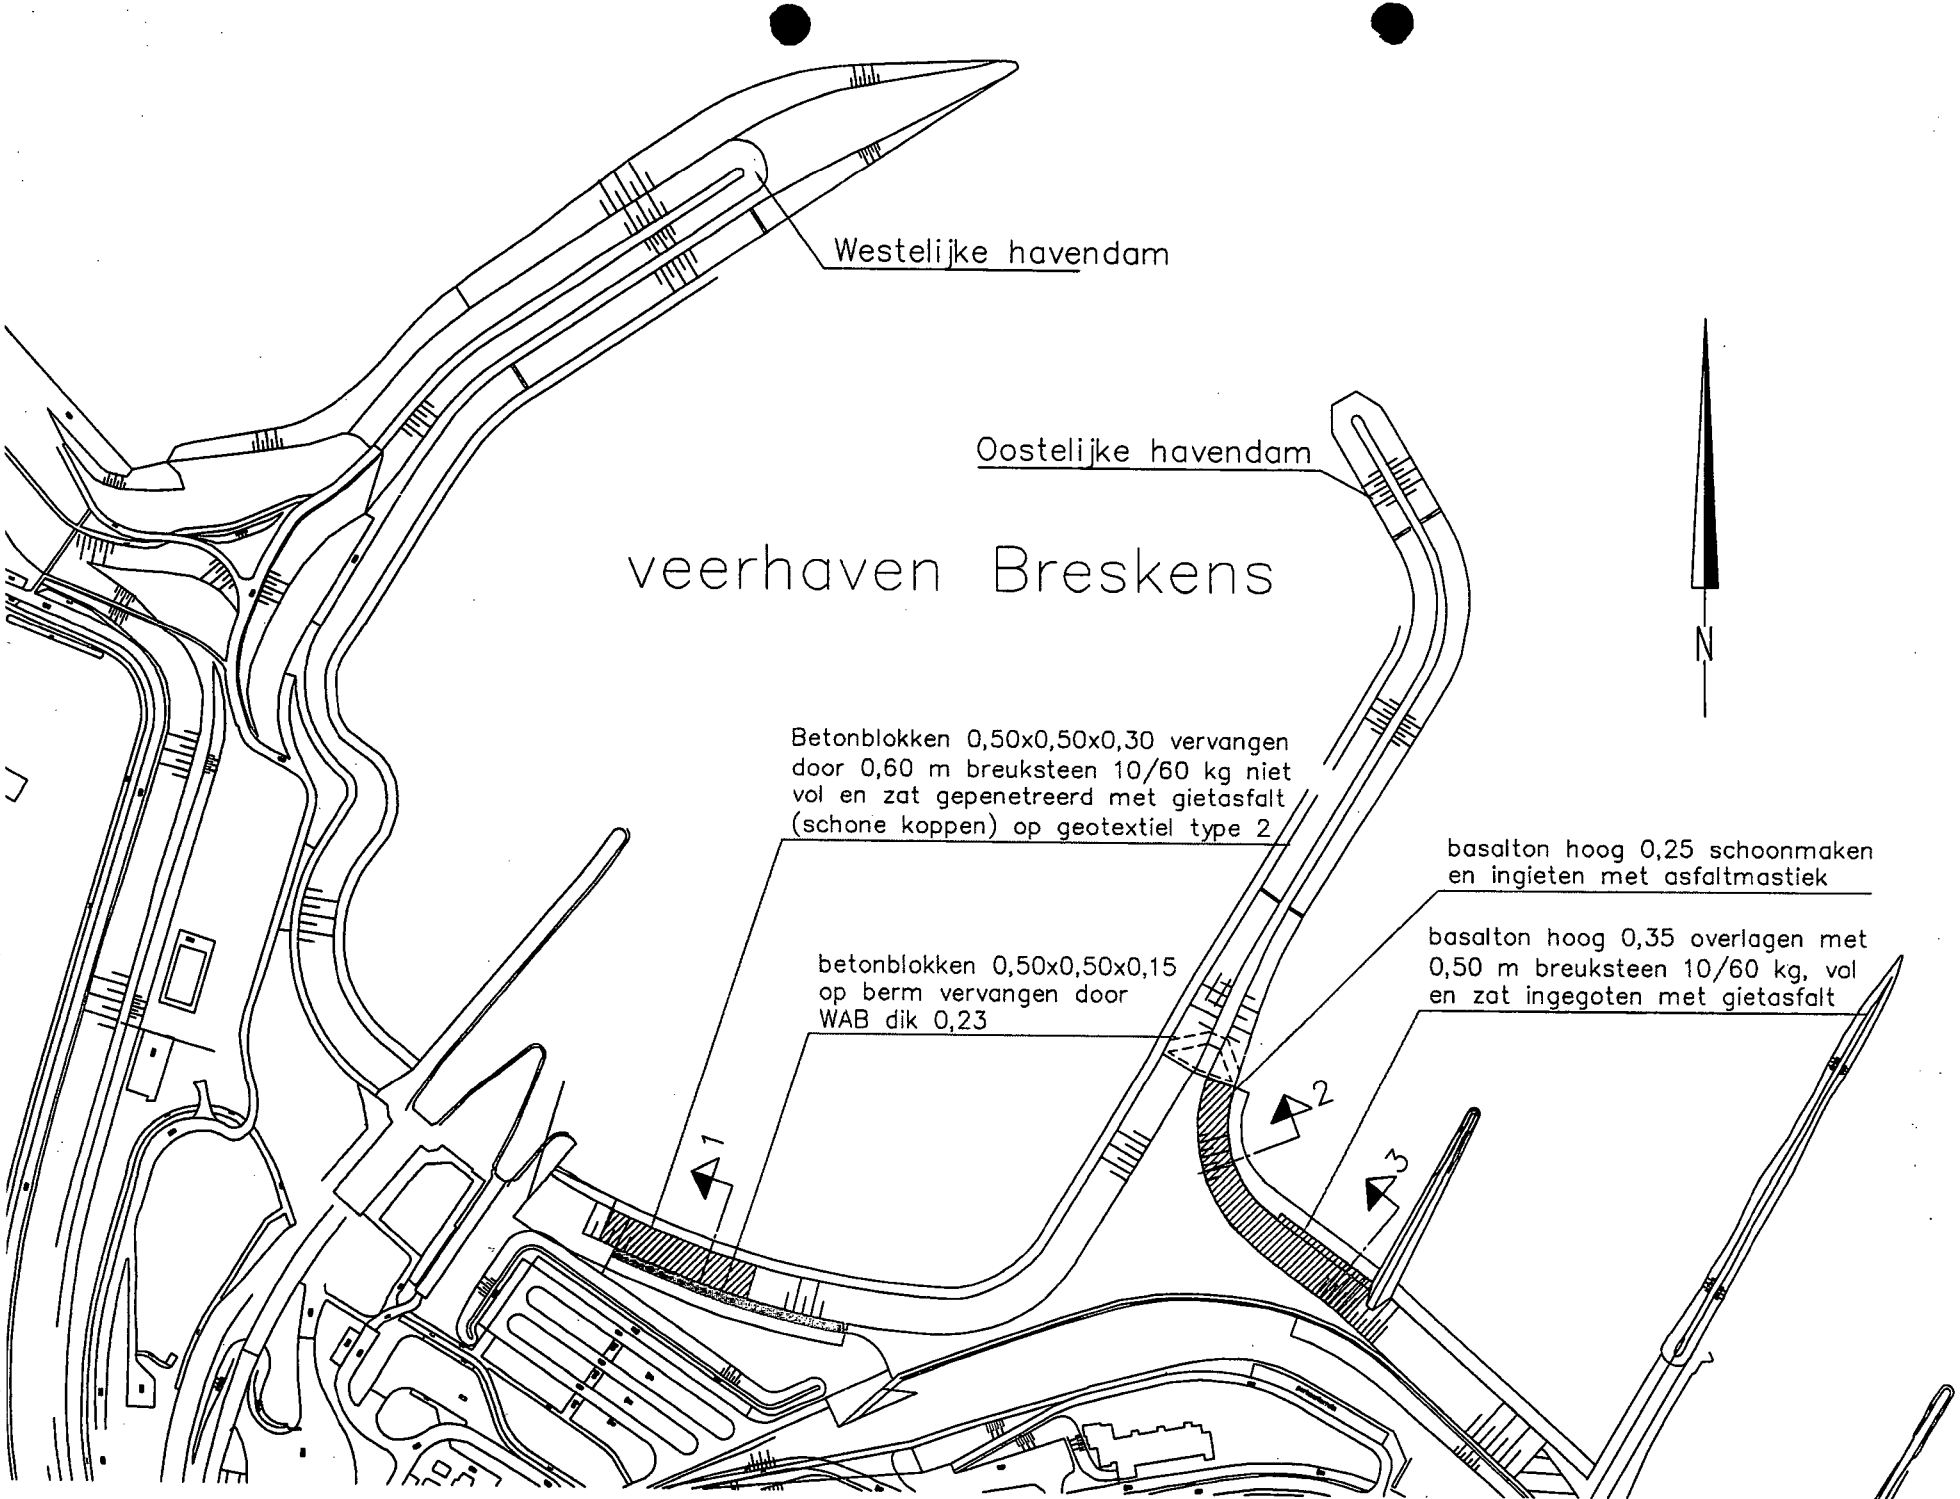 Westelijke havendam
Oostelijke havendam
veerhaven Breskens
N
Betonblokken 0,50x0,50x0,30 vervangen
door 0,60 m breuksteen 10/60 kg niet
vol en zat gepenetreerd met gietasfalt
(schone koppen) op geotextiel type 2
basalton hoog 0,25 schoonmaken
en ingieten met asfaltmastiek
basalton hoog 0,35 overlagen met
0,50 m breuksteen 10/60 kg, vol
en zat ingegoten met gietasfalt
betonblokken 0,50x0,50x0,15
op berm vervangen door
WAB dik 0,23
1
2
3